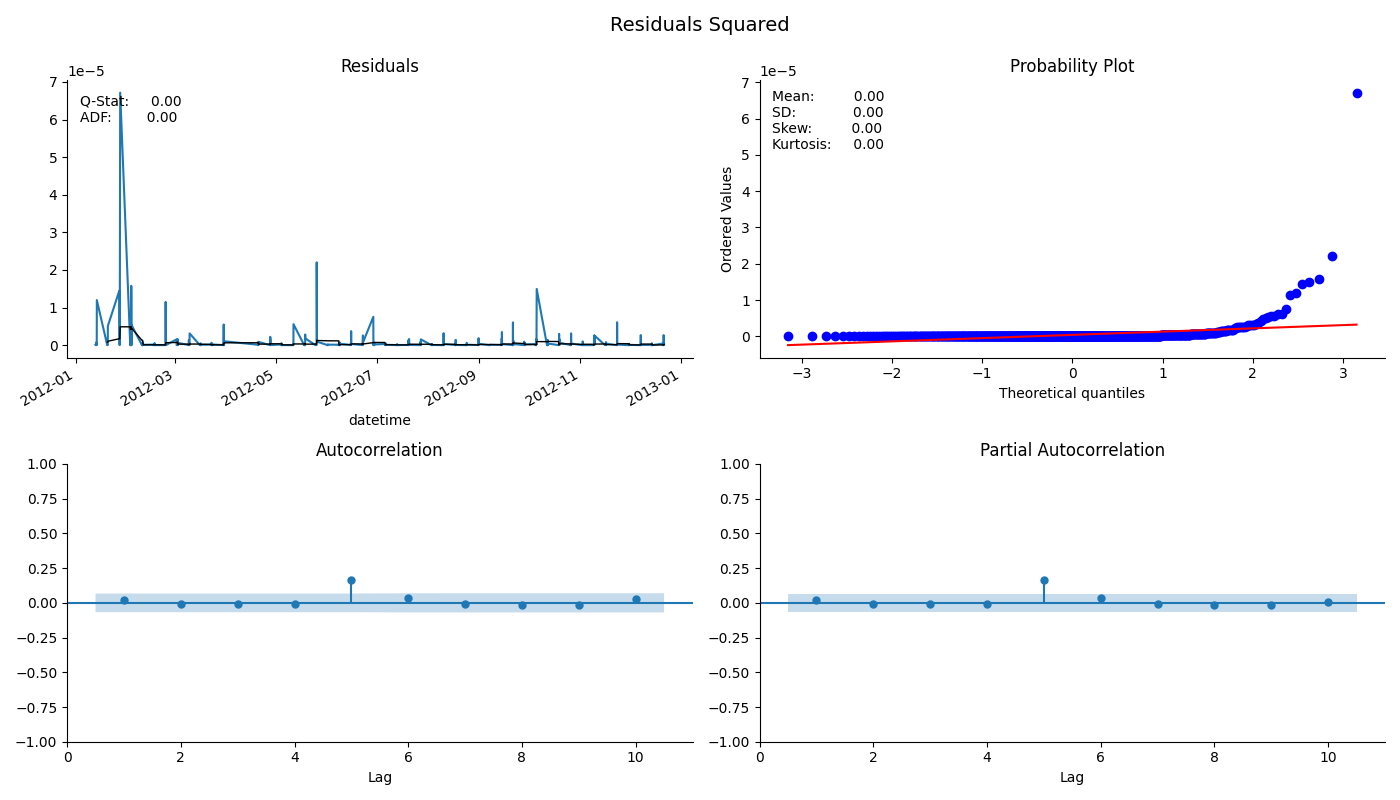 Residuals Squared
Residuals
1e−5
Q-Stat: 0.00
ADF: 0.00
7
6
5
4
3
2
1
0
2012-01
2012-03
2012-05
2012-07
2012-09
2012-11
2013-01
datetime
Probability Plot
1e−5
Mean: 0.00
SD: 0.00
Skew: 0.00
Kurtosis: 0.00
Ordered Values
7
6
5
4
3
2
1
0
−3 −2 −1 0 1 2 3
Theoretical quantiles
Autocorrelation
1.00
0.75
0.50
0.25
0.00
−0.25
−0.50
−0.75
−1.00
0 2 4 6 8 10
Lag
Partial Autocorrelation
1.00
0.75
0.50
0.25
0.00
−0.25
−0.50
−0.75
−1.00
0 2 4 6 8 10
Lag